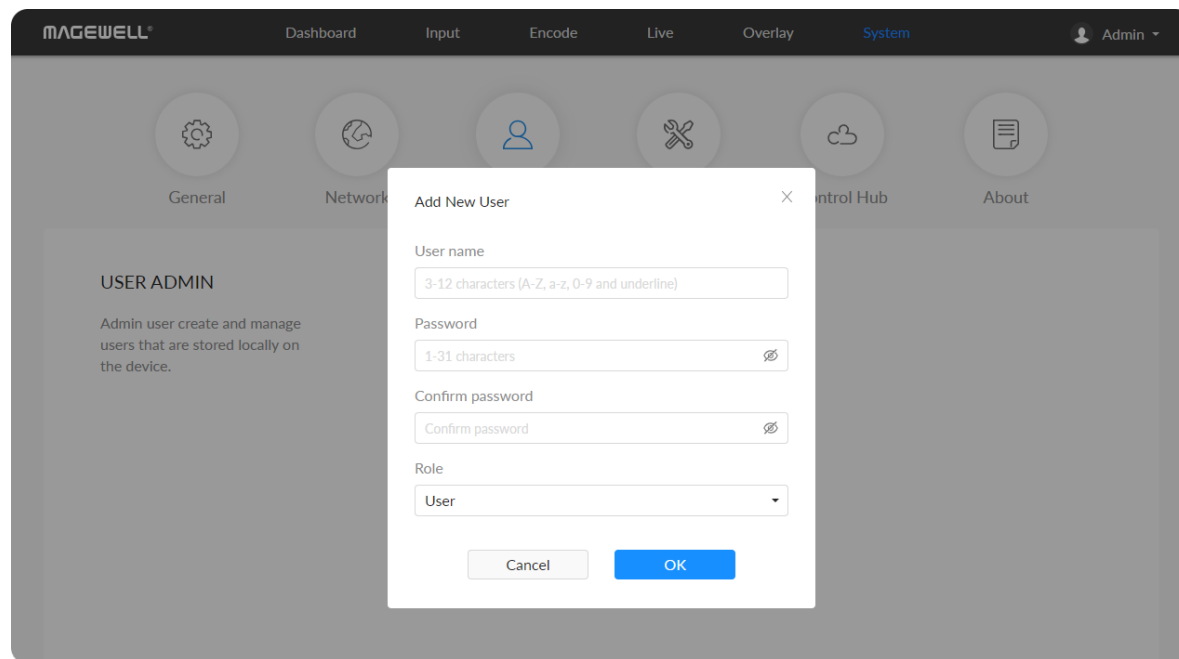 MAGEWELL®
Dashboard Input Encode Live Overlay System Admin
General Network ntrol Hub About
Add New User
User name
3-12 characters (A-Z, a-z, 0-9 and underline)
Password
1-31 characters
Confirm password
Confirm password
Role
User
Cancel OK
USER ADMIN
Admin user create and manage
users that are stored locally on
the device.